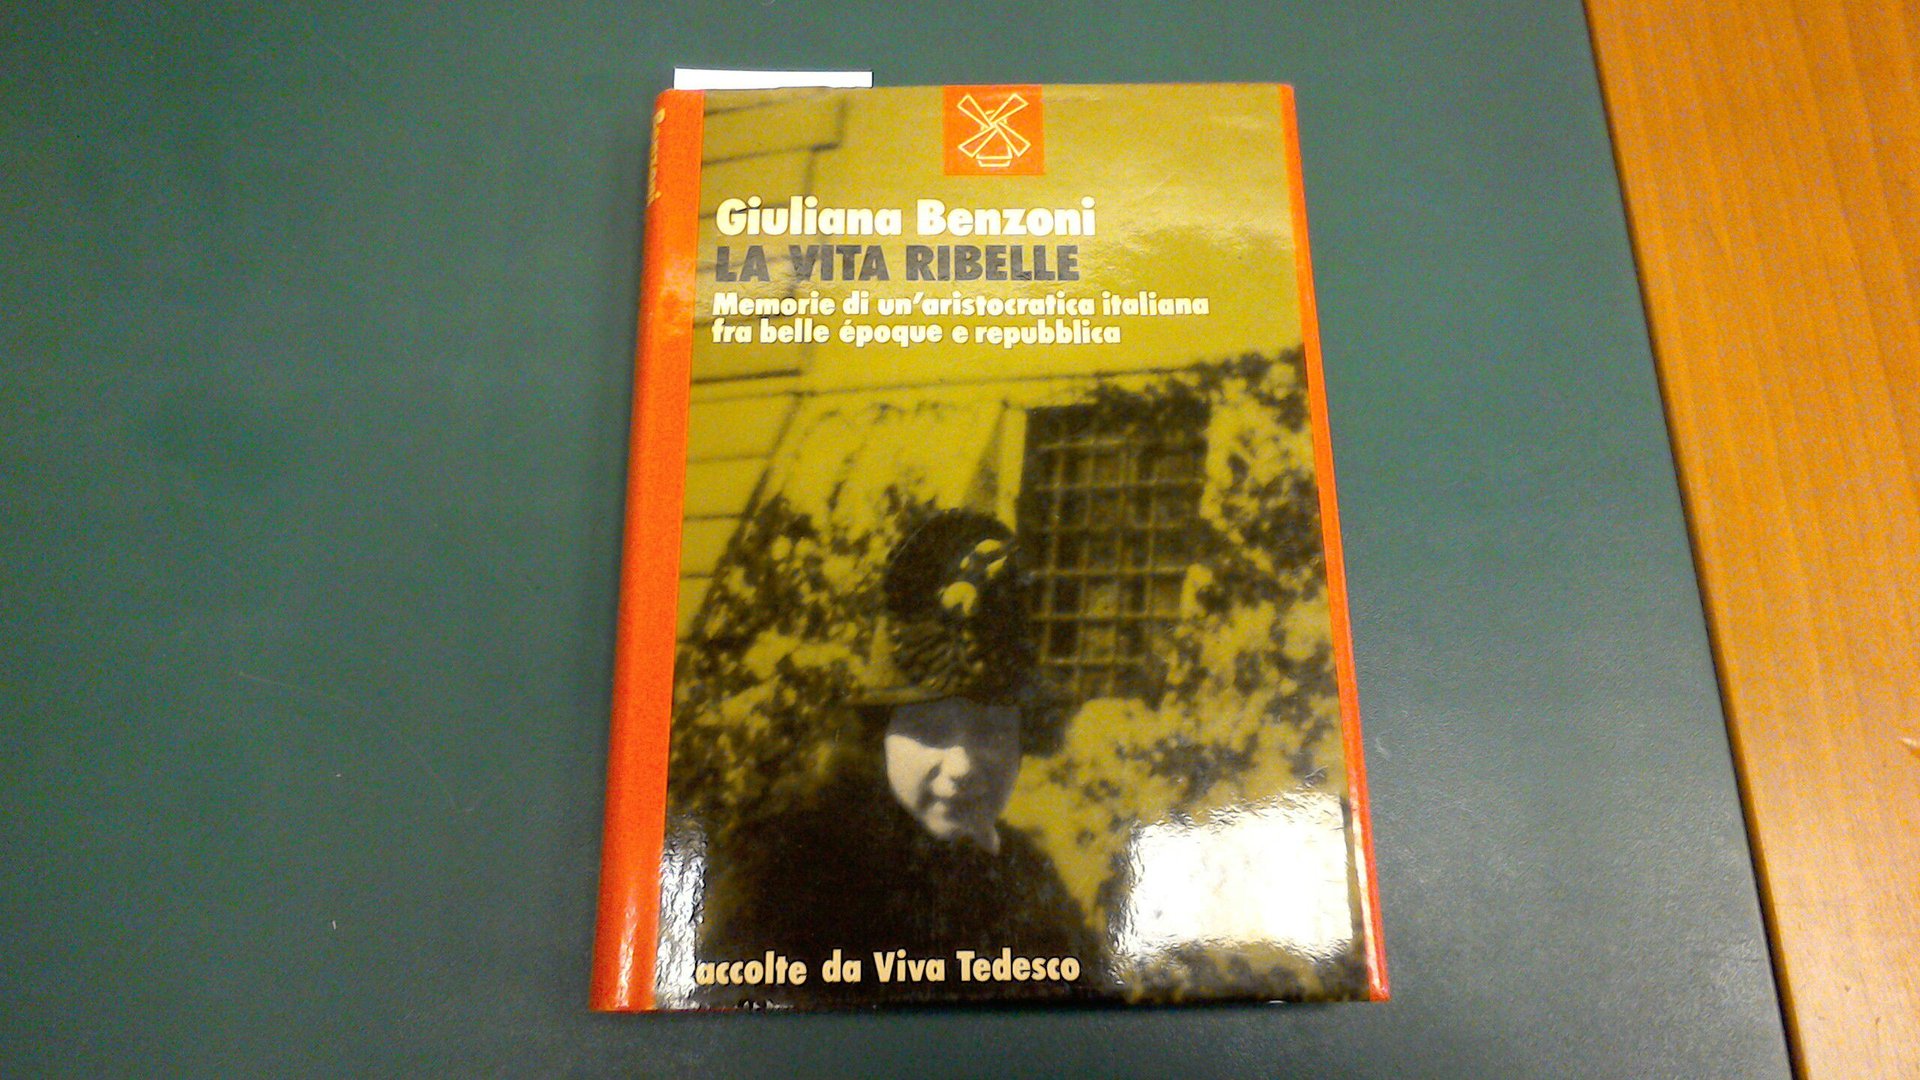 Giuliana Benzoni
LA VITA RIBELLE
Memorie di un'aristocratica italiana
fra belle époque e repubblica
accolte da Viva Tedesco